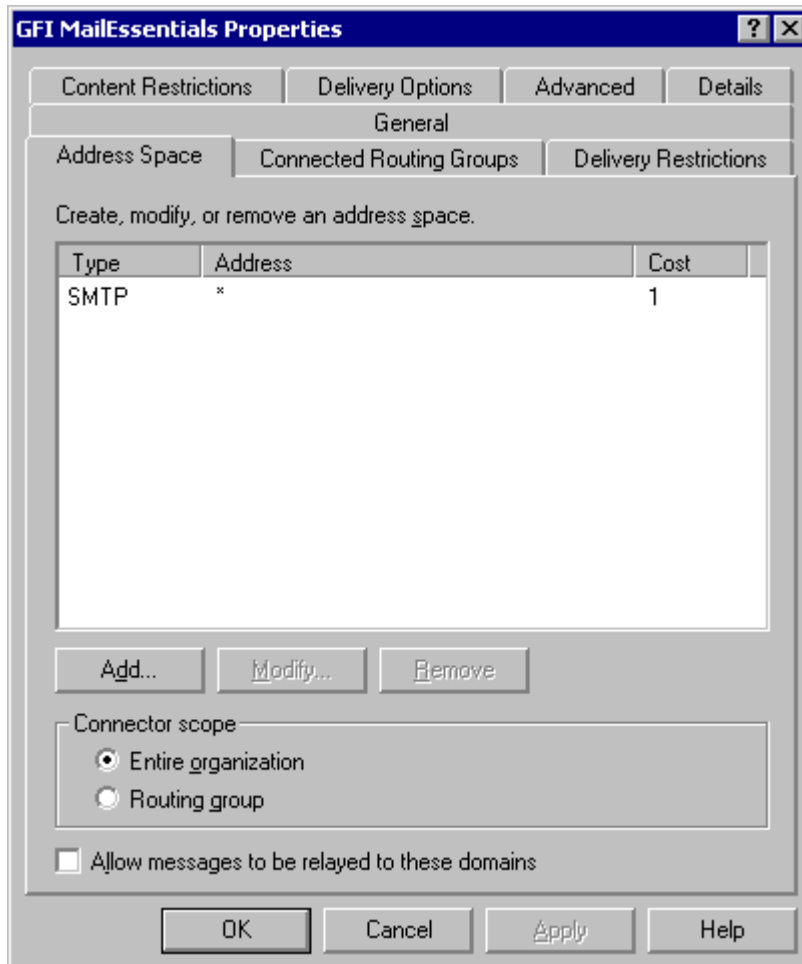 GFI MailEssentials Properties
Content Restrictions Delivery Options Advanced Details
General
Address Space Connected Routing Groups Delivery Restrictions
Create, modify, or remove an address space.
Type Address Cost
SMTP * 1
Add... Modify... Remove
Connector scope
Entire organization
Routing group
Allow messages to be relayed to these domains
OK Cancel Apply Help